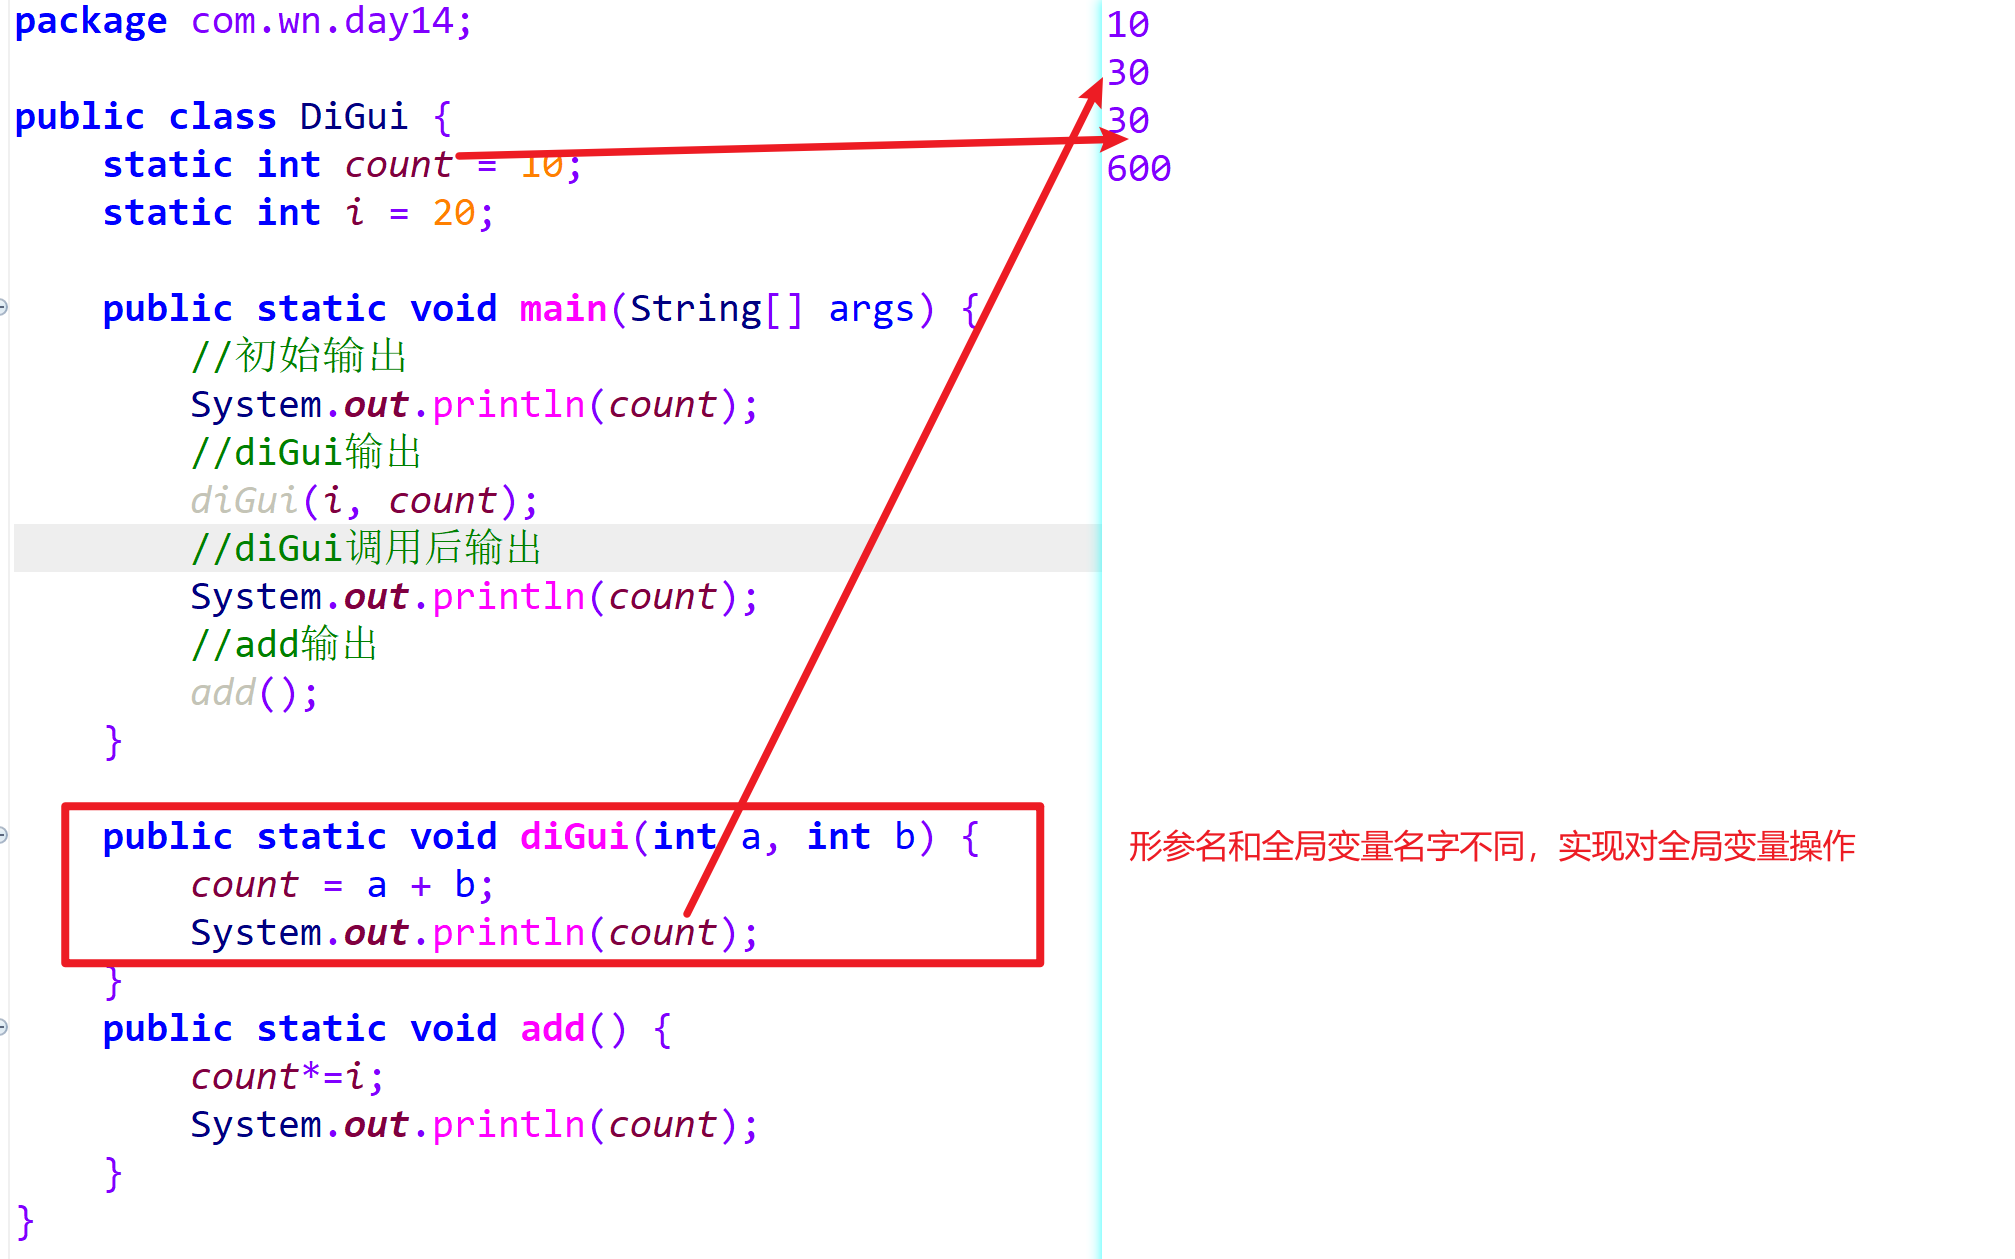 package com.wn.day14;
public class DiGui {
static int count = 10;
static int i = 20;
public static void main(String[] args) {
//初始输出
System.out.println(count);
//diGui输出
diGui(i, count);
//diGui调用后输出
System.out.println(count);
//add输出
add();
}
public static void diGui(int a, int b) {
count = a + b;
System.out.println(count);
}
public static void add() {
count*=i;
System.out.println(count);
}
}
10
30
30
600
形参名和全局变量名字不同，实现对全局变量操作